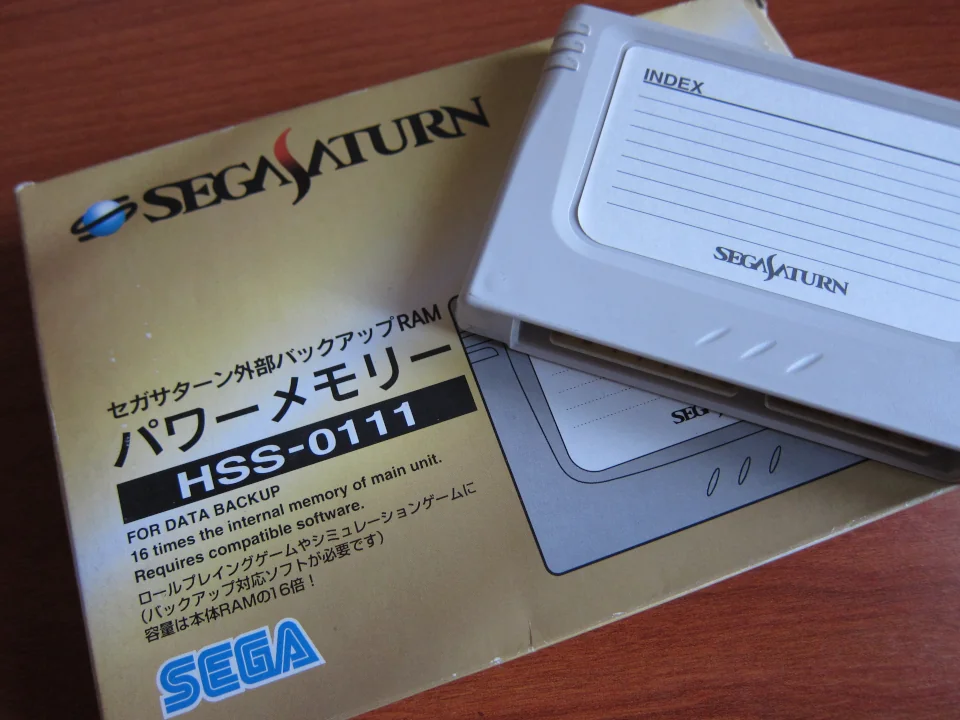 SEGA SATURN
セガサターン外部バックアップRAM
パワーメモリー
HSS-0111
FOR DATA BACKUP
16 times the internal memory of main unit.
Requires compatible software.
ロールプレイングゲームやシミュレーションゲームに
(バックアップ対応ソフトが必要です)
容量は本体RAMの16倍!
SEGA
INDEX
SEGA SATURN